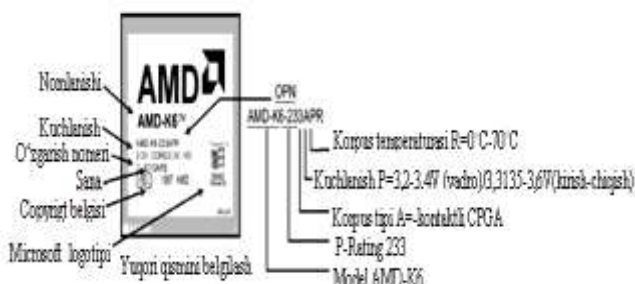 Nomlanishi
Kuchlanish
O'zgarish nomeri
Sana
Copyrigt belgisi
Microsoft logotipi
AMD
AMD-K6
Yuqori qismini belgilash
OPN
AMD-K6-233APR
Korpus temperaturasi R=0˚C-70˚C
Kuchlanish P=3,2-3.4V (yadro)/3,3135-3,6V(kirish-chiqish)
Korpus tipi A=-kontaktli CPGA
P-Rating 233
Model AMD-K6